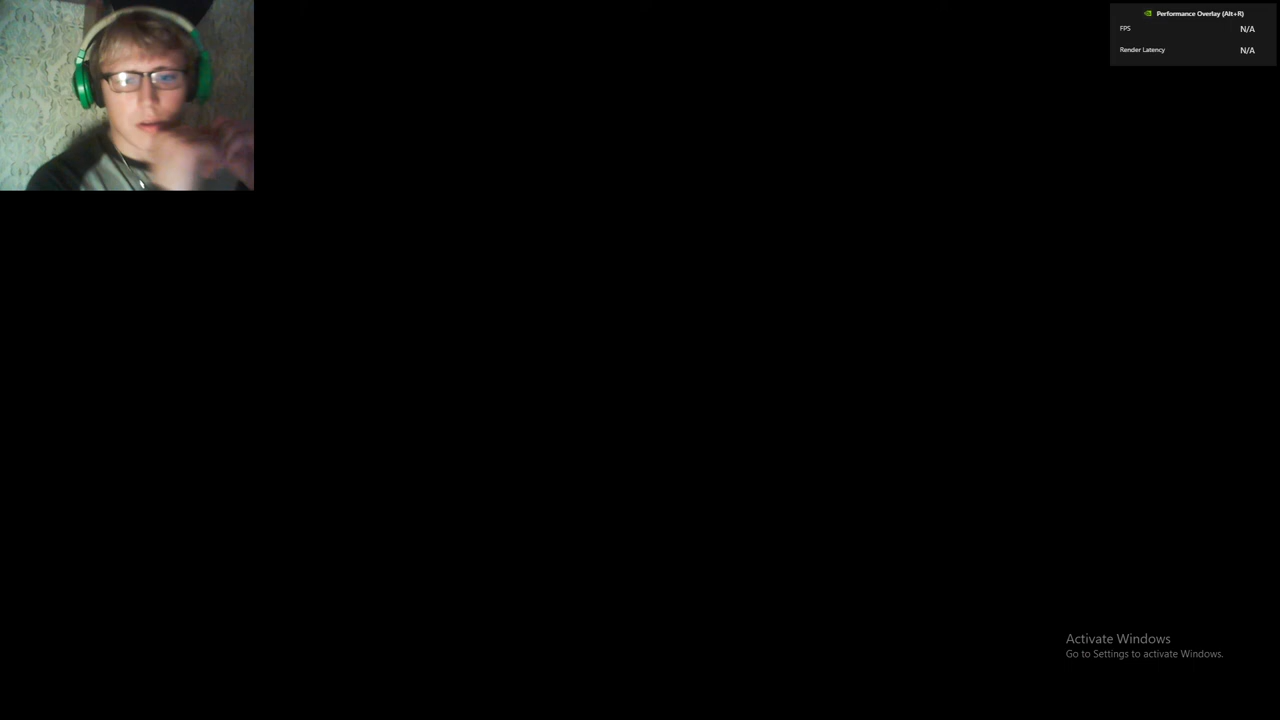 Performance Overlay (Alt+R)
FPS N/A
Render Latency N/A
Activate Windows
Go to Settings to activate Windows.